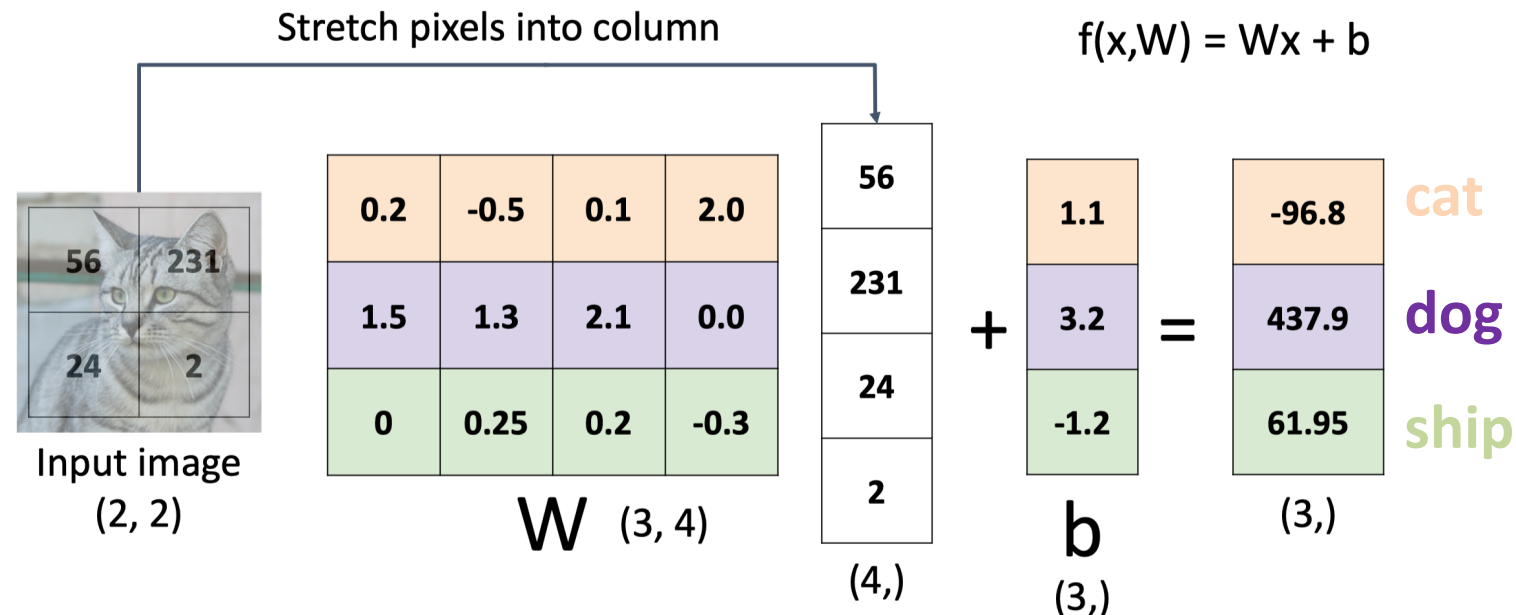 Stretch pixels into column
f(x,W) = Wx + b
56 231
24 2
Input image
(2, 2)
0.2 -0.5 0.1 2.0
1.5 1.3 2.1 0.0
0 0.25 0.2 -0.3
W (3, 4)
56
231
24
2
(4,)
+
1.1
3.2
-1.2
b
(3,)
=
-96.8 cat
437.9 dog
61.95 ship
(3,)